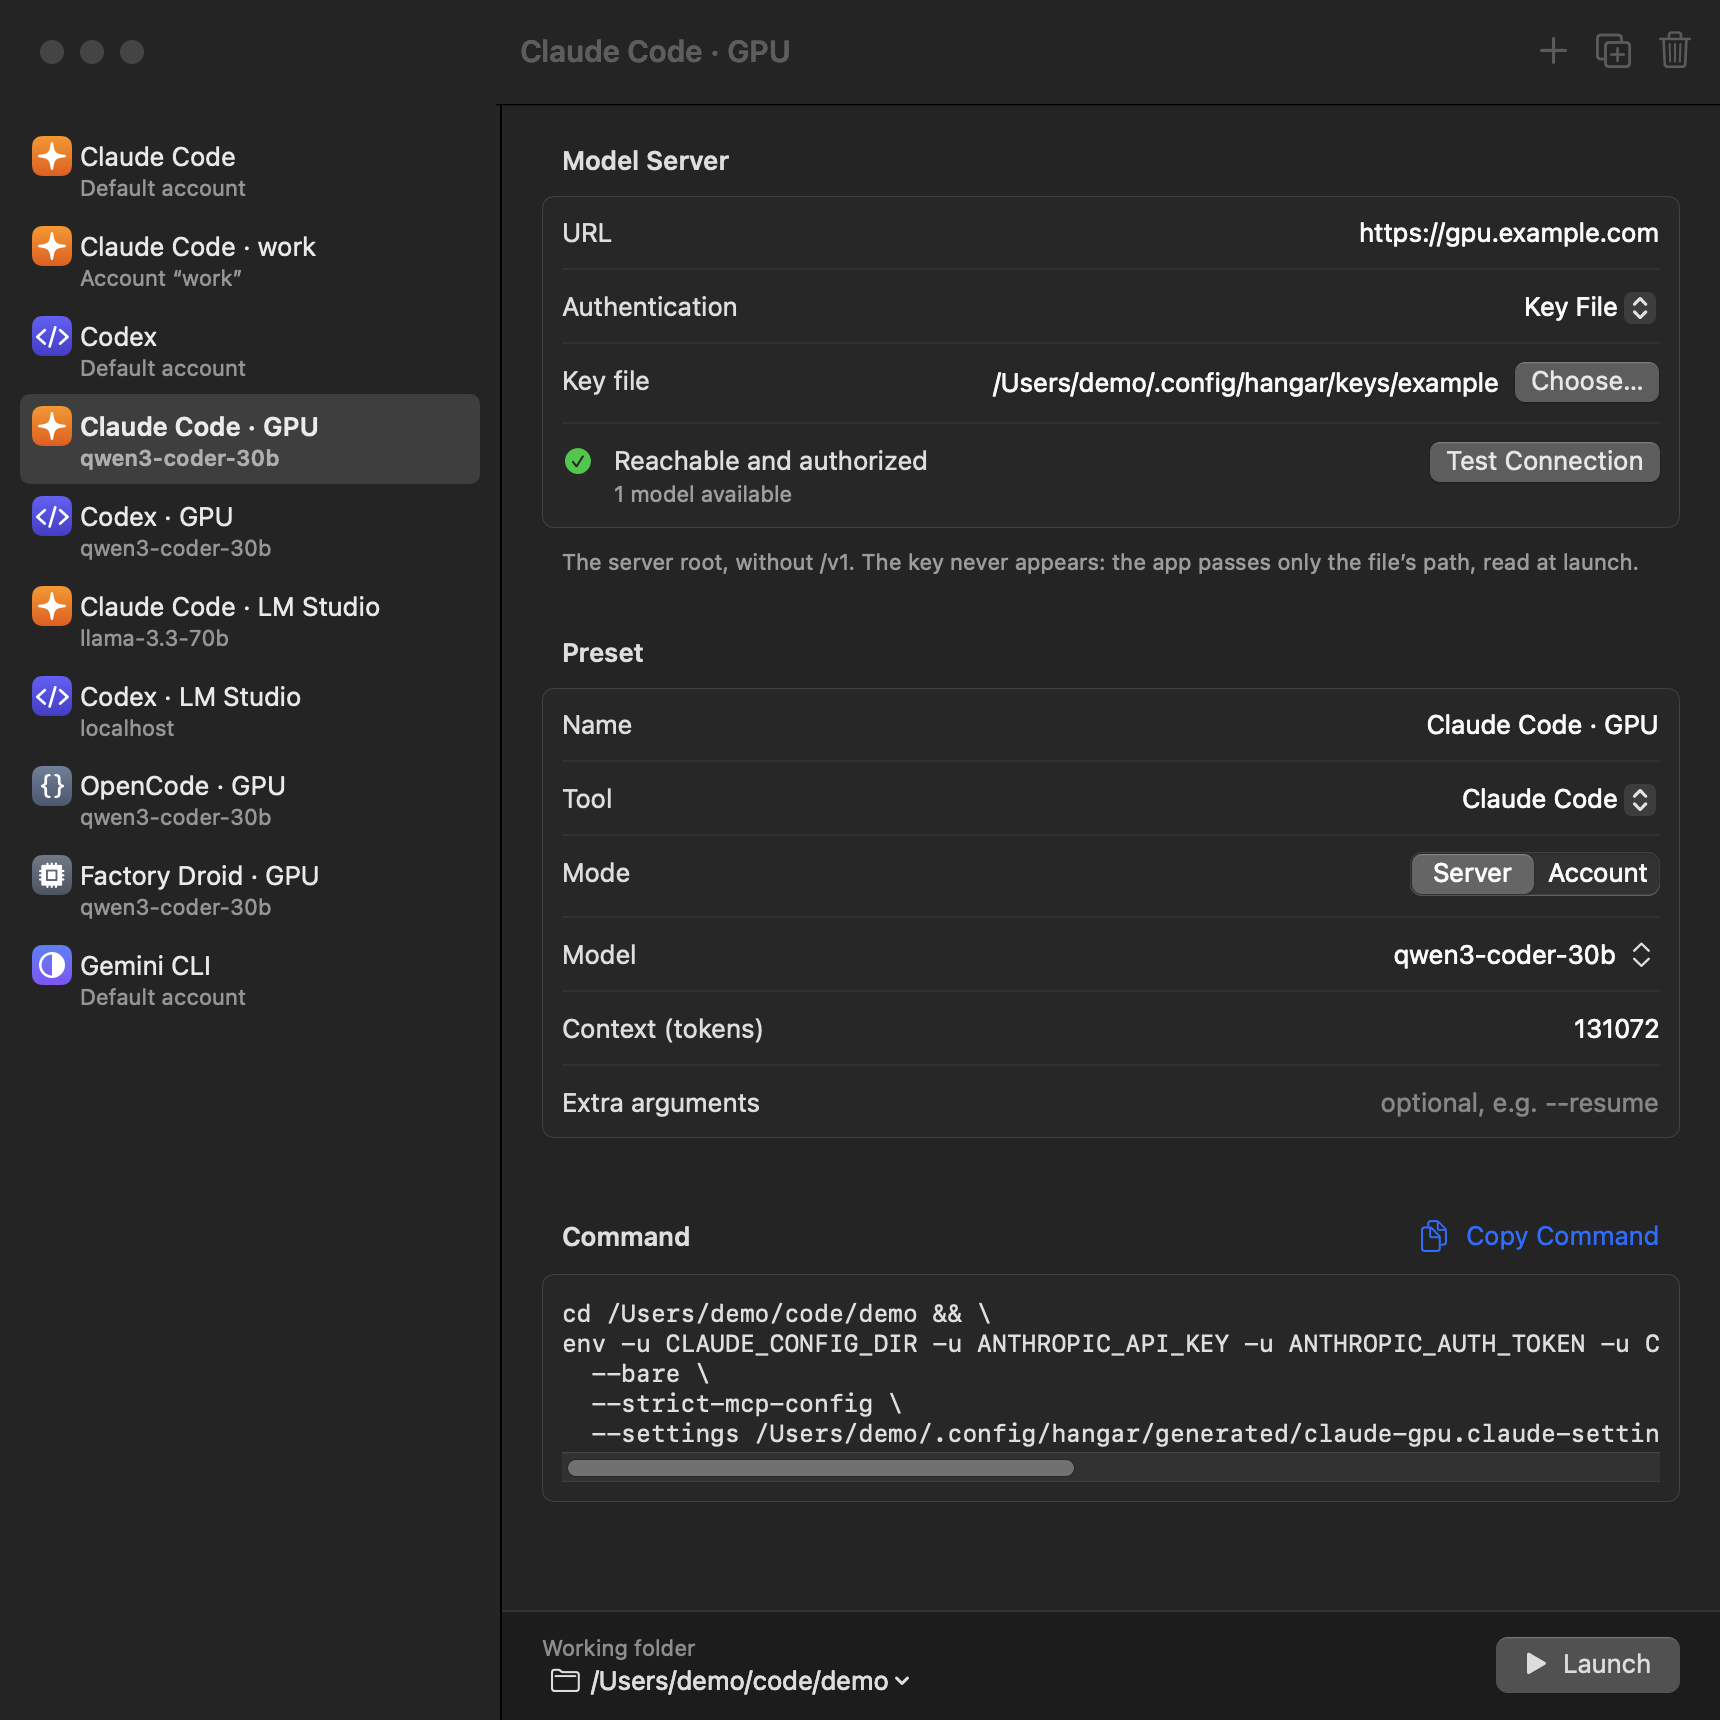 Claude Code · GPU
Claude Code
Default account
Claude Code · work
Account “work”
Codex
Default account
Claude Code · GPU
qwen3-coder-30b
Codex · GPU
qwen3-coder-30b
Claude Code · LM Studio
llama-3.3-70b
Codex · LM Studio
localhost
OpenCode · GPU
qwen3-coder-30b
Factory Droid · GPU
qwen3-coder-30b
Gemini CLI
Default account
Model Server
URL https://gpu.example.com
Authentication Key File
Key file /Users/demo/.config/hangar/keys/example Choose...
Reachable and authorized Test Connection
1 model available
The server root, without /v1. The key never appears: the app passes only the file’s path, read at launch.
Preset
Name Claude Code · GPU
Tool Claude Code
Mode Server Account
Model qwen3-coder-30b
Context (tokens) 131072
Extra arguments optional, e.g. --resume
Command Copy Command
cd /Users/demo/code/demo && \
env -u CLAUDE_CONFIG_DIR -u ANTHROPIC_API_KEY -u ANTHROPIC_AUTH_TOKEN -u C
--bare \
--strict-mcp-config \
--settings /Users/demo/.config/hangar/generated/claude-gpu.claude-settin
Working folder
/Users/demo/code/demo
Launch